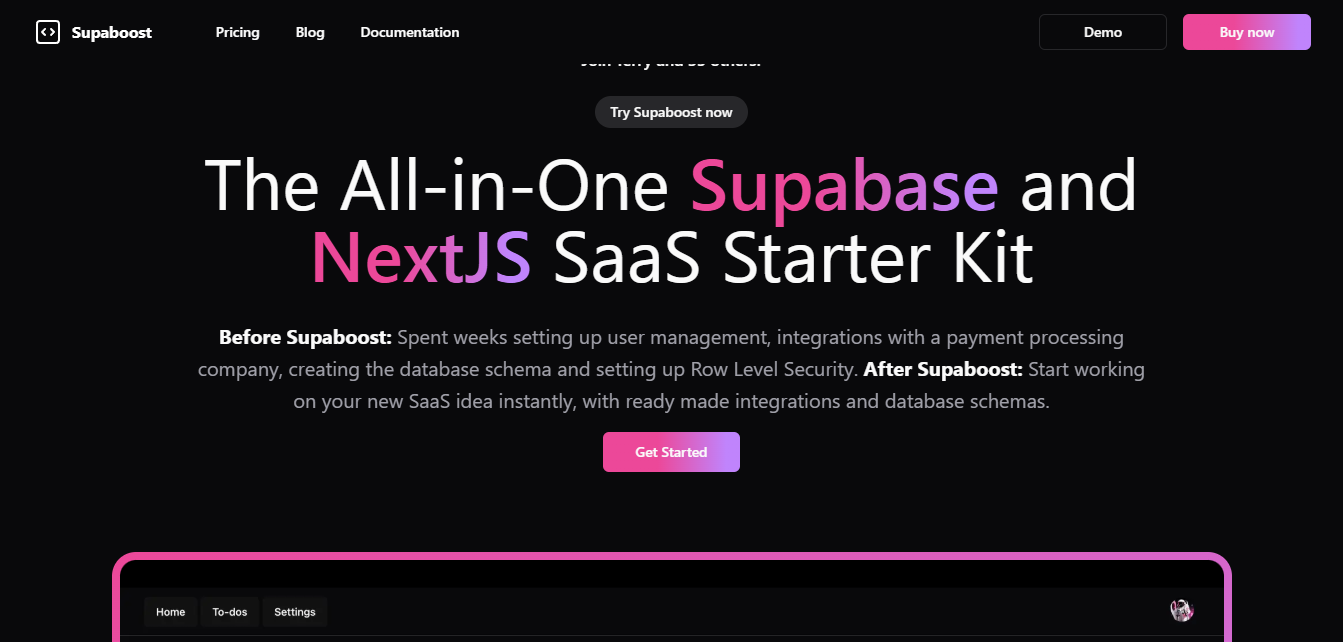 Supaboost
Pricing
Blog
Documentation
Demo
Buy now
Try Supaboost now
The All-in-One Supabase and
NextJS SaaS Starter Kit
Before Supaboost: Spent weeks setting up user management, integrations with a payment processing
company, creating the database schema and setting up Row Level Security. After Supaboost: Start working
on your new SaaS idea instantly, with ready made integrations and database schemas.
Get Started
Home
To-dos
Settings